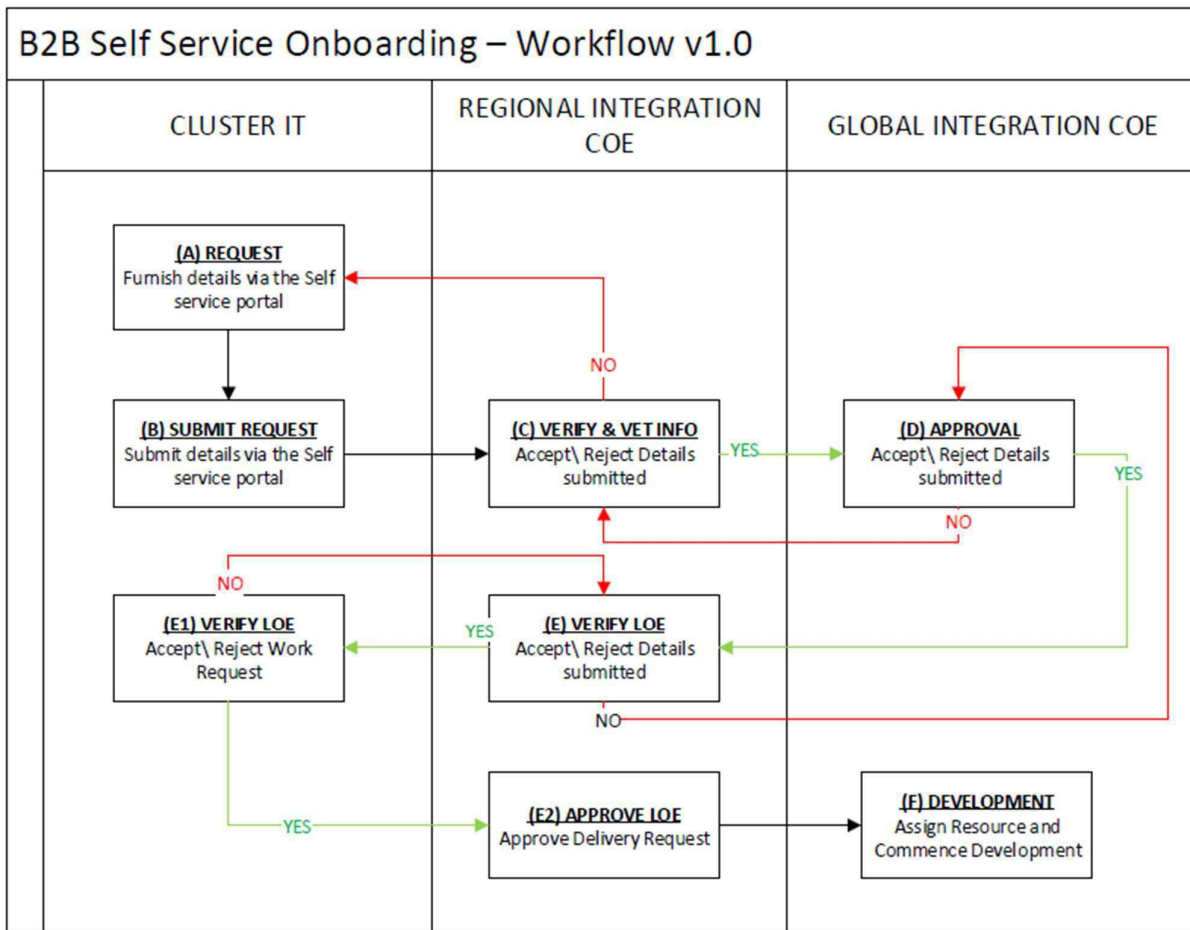 B2B Self Service Onboarding – Workflow v1.0
CLUSTER IT
REGIONAL INTEGRATION
COE
GLOBAL INTEGRATION COE
(A) REQUEST
Furnish details via the Self
service portal
NO
(B) SUBMIT REQUEST
Submit details via the Self
service portal
(C) VERIFY & VET INFO
Accept\ Reject Details
submitted
YES
(D) APPROVAL
Accept\ Reject Details
submitted
YES
NO
NO
(E1) VERIFY LOE
Accept\ Reject Work
Request
YES
(E) VERIFY LOE
Accept\ Reject Details
submitted
NO
YES
(E2) APPROVE LOE
Approve Delivery Request
(F) DEVELOPMENT
Assign Resource and
Commence Development